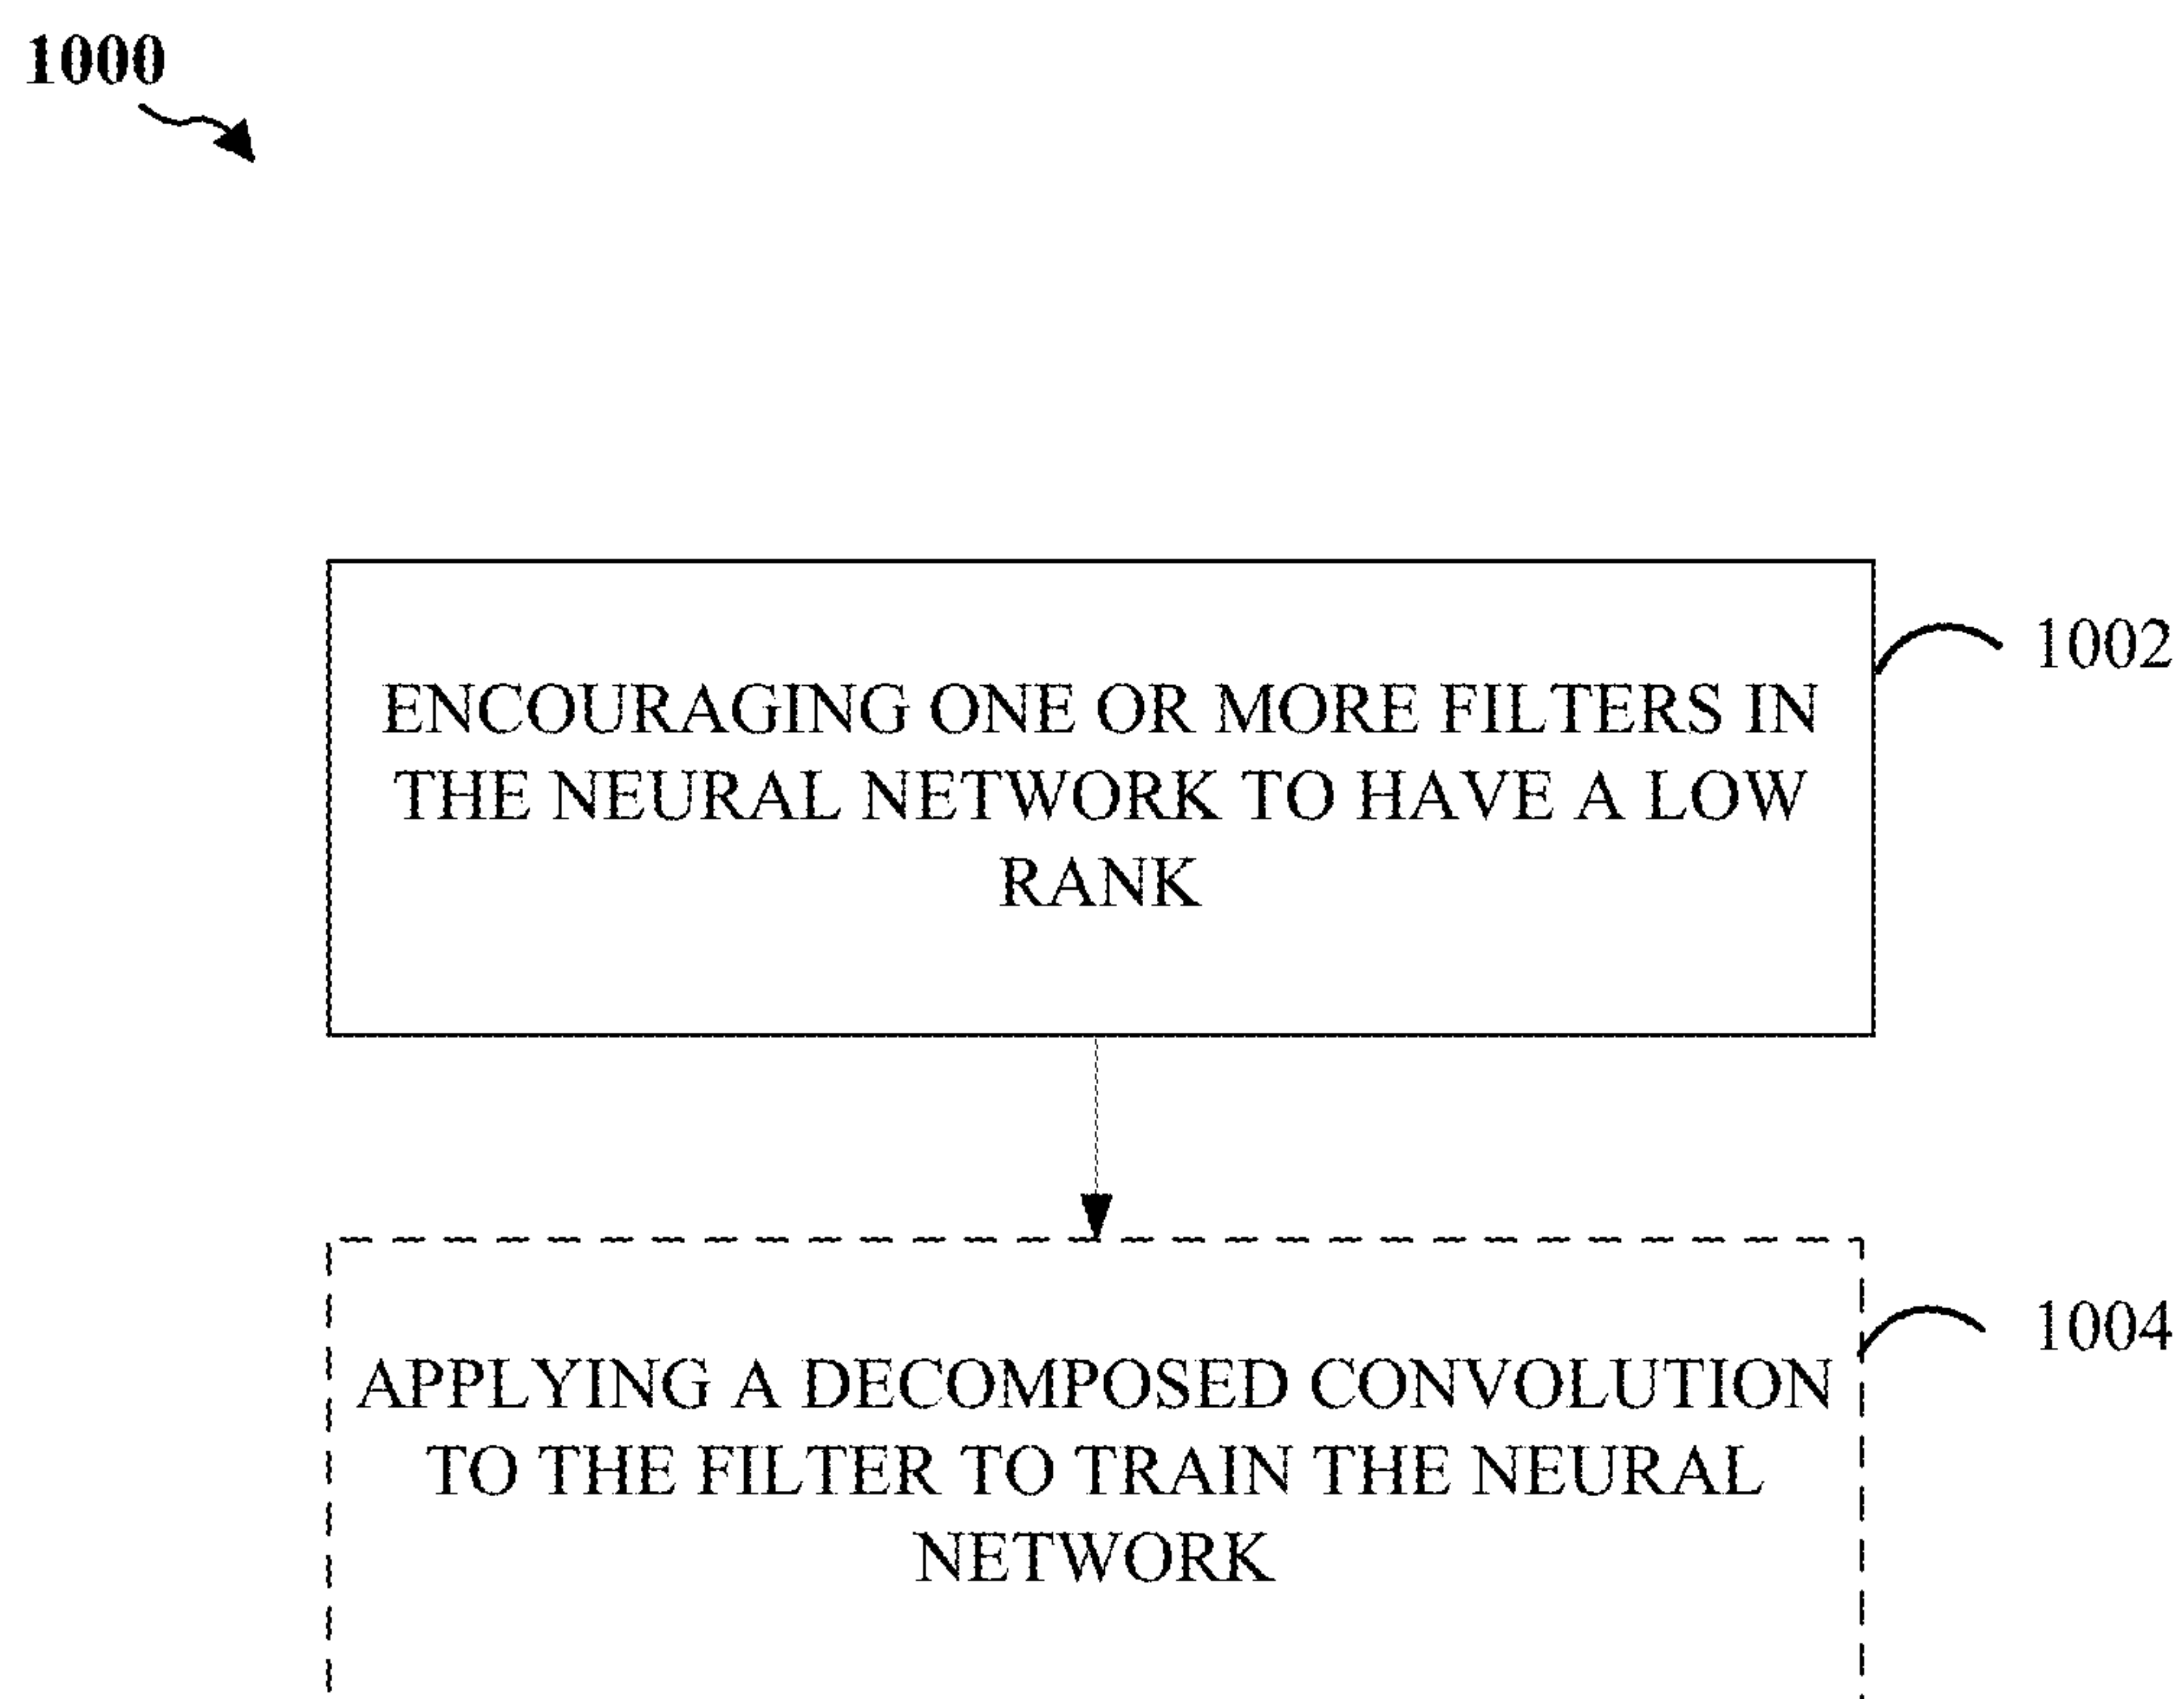 1000
ENCOURAGING ONE OR MORE FILTERS IN
THE NEURAL NETWORK TO HAVE A LOW
RANK
1002
APPLYING A DECOMPOSED CONVOLUTION
TO THE FILTER TO TRAIN THE NEURAL
NETWORK
1004